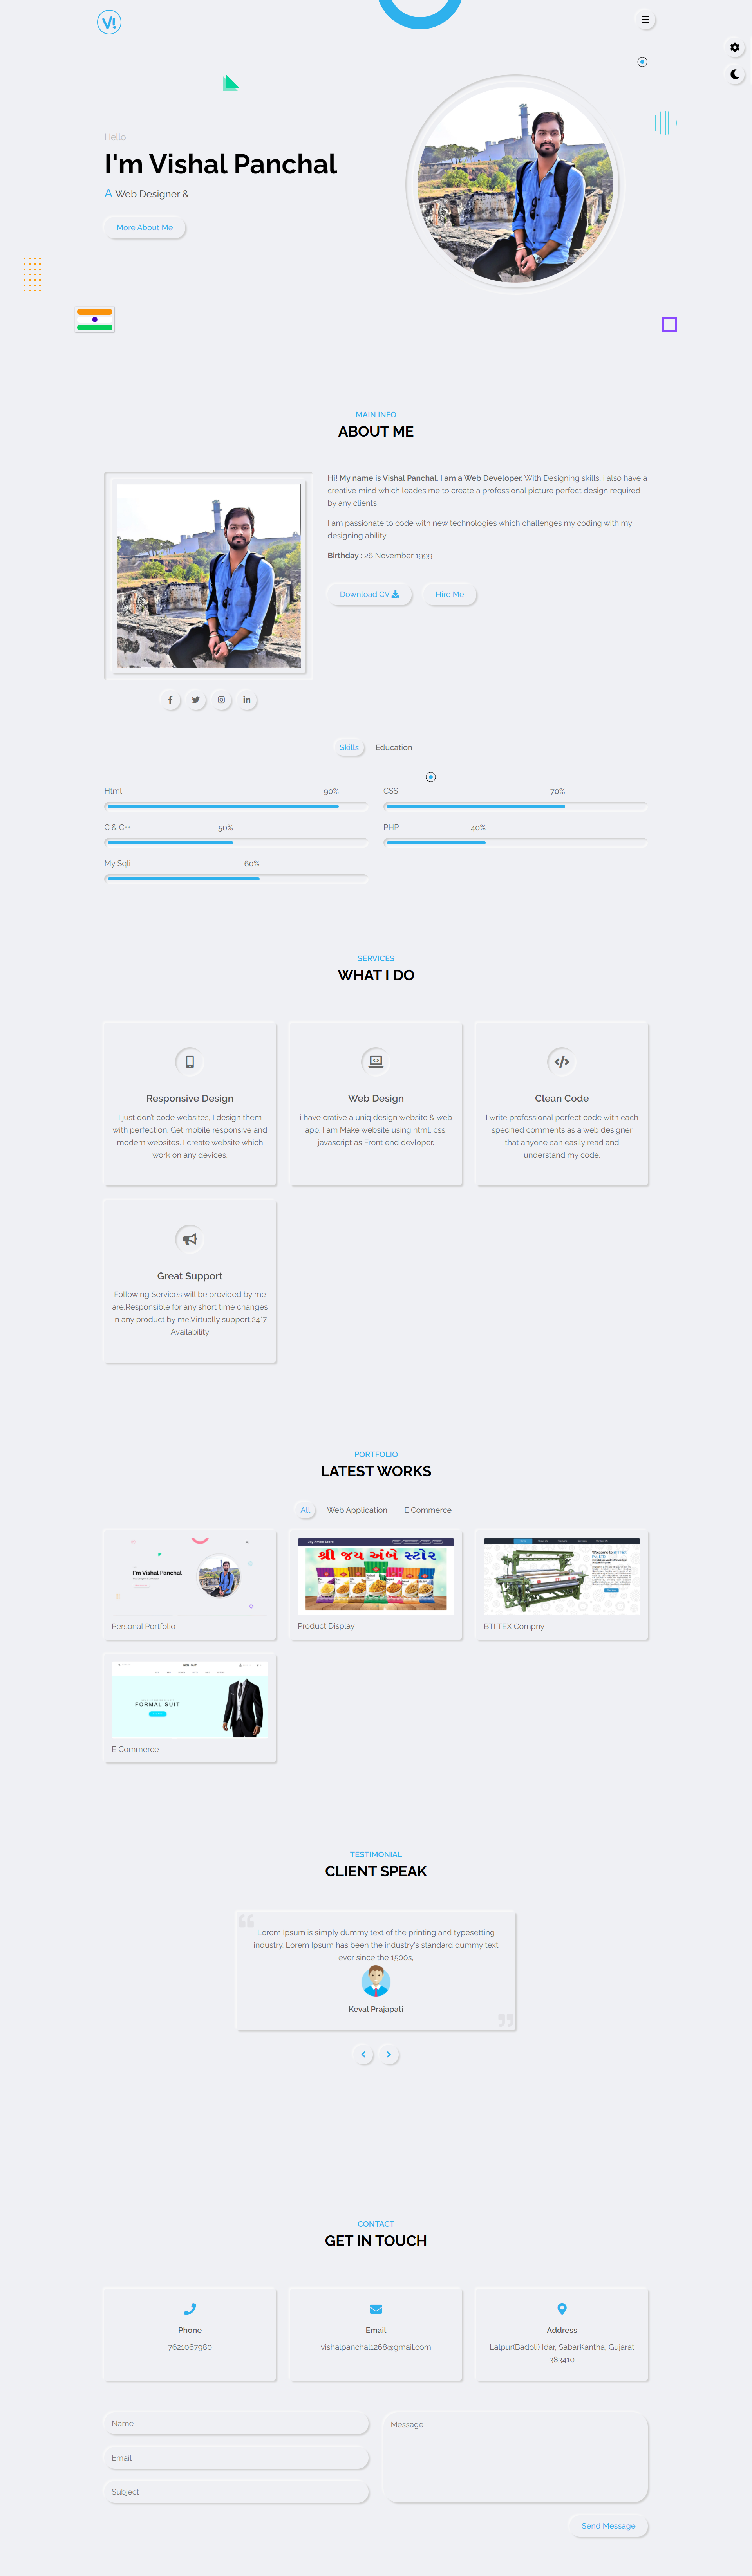 V!
Hello
I'm Vishal Panchal
A Web Designer &
More About Me
MAIN INFO
ABOUT ME
Hi! My name is Vishal Panchal. I am a Web Developer. With Designing skills, i also have a
creative mind which leades me to create a professional picture perfect design required
by any clients
I am passionate to code with new technologies which challenges my coding with my
designing ability.
Birthday : 26 November 1999
Download CV
Hire Me
Skills
Education
Html
90%
CSS
70%
C & C++
50%
PHP
40%
My Sqli
60%
SERVICES
WHAT I DO
Responsive Design
I just don't code websites, I design them
with perfection. Get mobile responsive and
modern websites. I create website which
work on any devices.
Web Design
i have crative a uniq design website & web
app. I am Make website using html, css,
javascript as Front end devloper.
Clean Code
I write professional perfect code with each
specified comments as a web designer
that anyone can easily read and
understand my code.
Great Support
Following Services will be provided by me
are,Responsible for any short time changes
in any product by me,Virtually support,24*7
Availability
PORTFOLIO
LATEST WORKS
All
Web Application
E Commerce
I'm Vishal Panchal
Personal Portfolio
Jay Ambe Store
શ્રી જય અંબે સ્ટોર
Product Display
Welcome to BTI TEX
BTI TEX Compny
FORMAL SUIT
E Commerce
TESTIMONIAL
CLIENT SPEAK
Lorem Ipsum is simply dummy text of the printing and typesetting
industry. Lorem Ipsum has been the industry's standard dummy text
ever since the 1500s,
Keval Prajapati
CONTACT
GET IN TOUCH
Phone
7621067980
Email
vishalpanchal1268@gmail.com
Address
Lalpur(Badoli) Idar, SabarKantha, Gujarat
383410
Name
Email
Subject
Message
Send Message